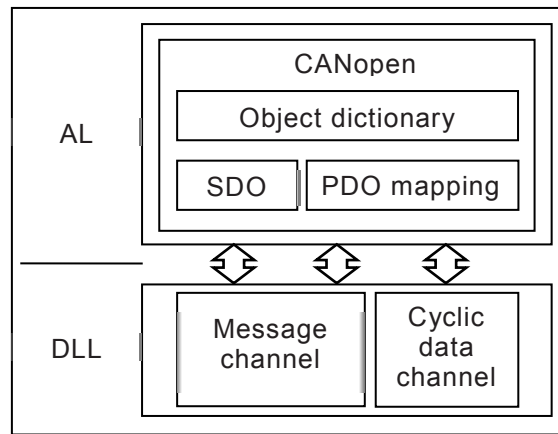 CANopen
Object dictionary
AL
SDO
PDO mapping
Message
channel
Cyclic
data
channel
DLL